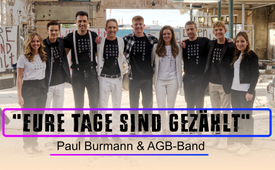 "EURE TAGE SIND GEZÄHLT"
Paul Burmann & AGB-Band